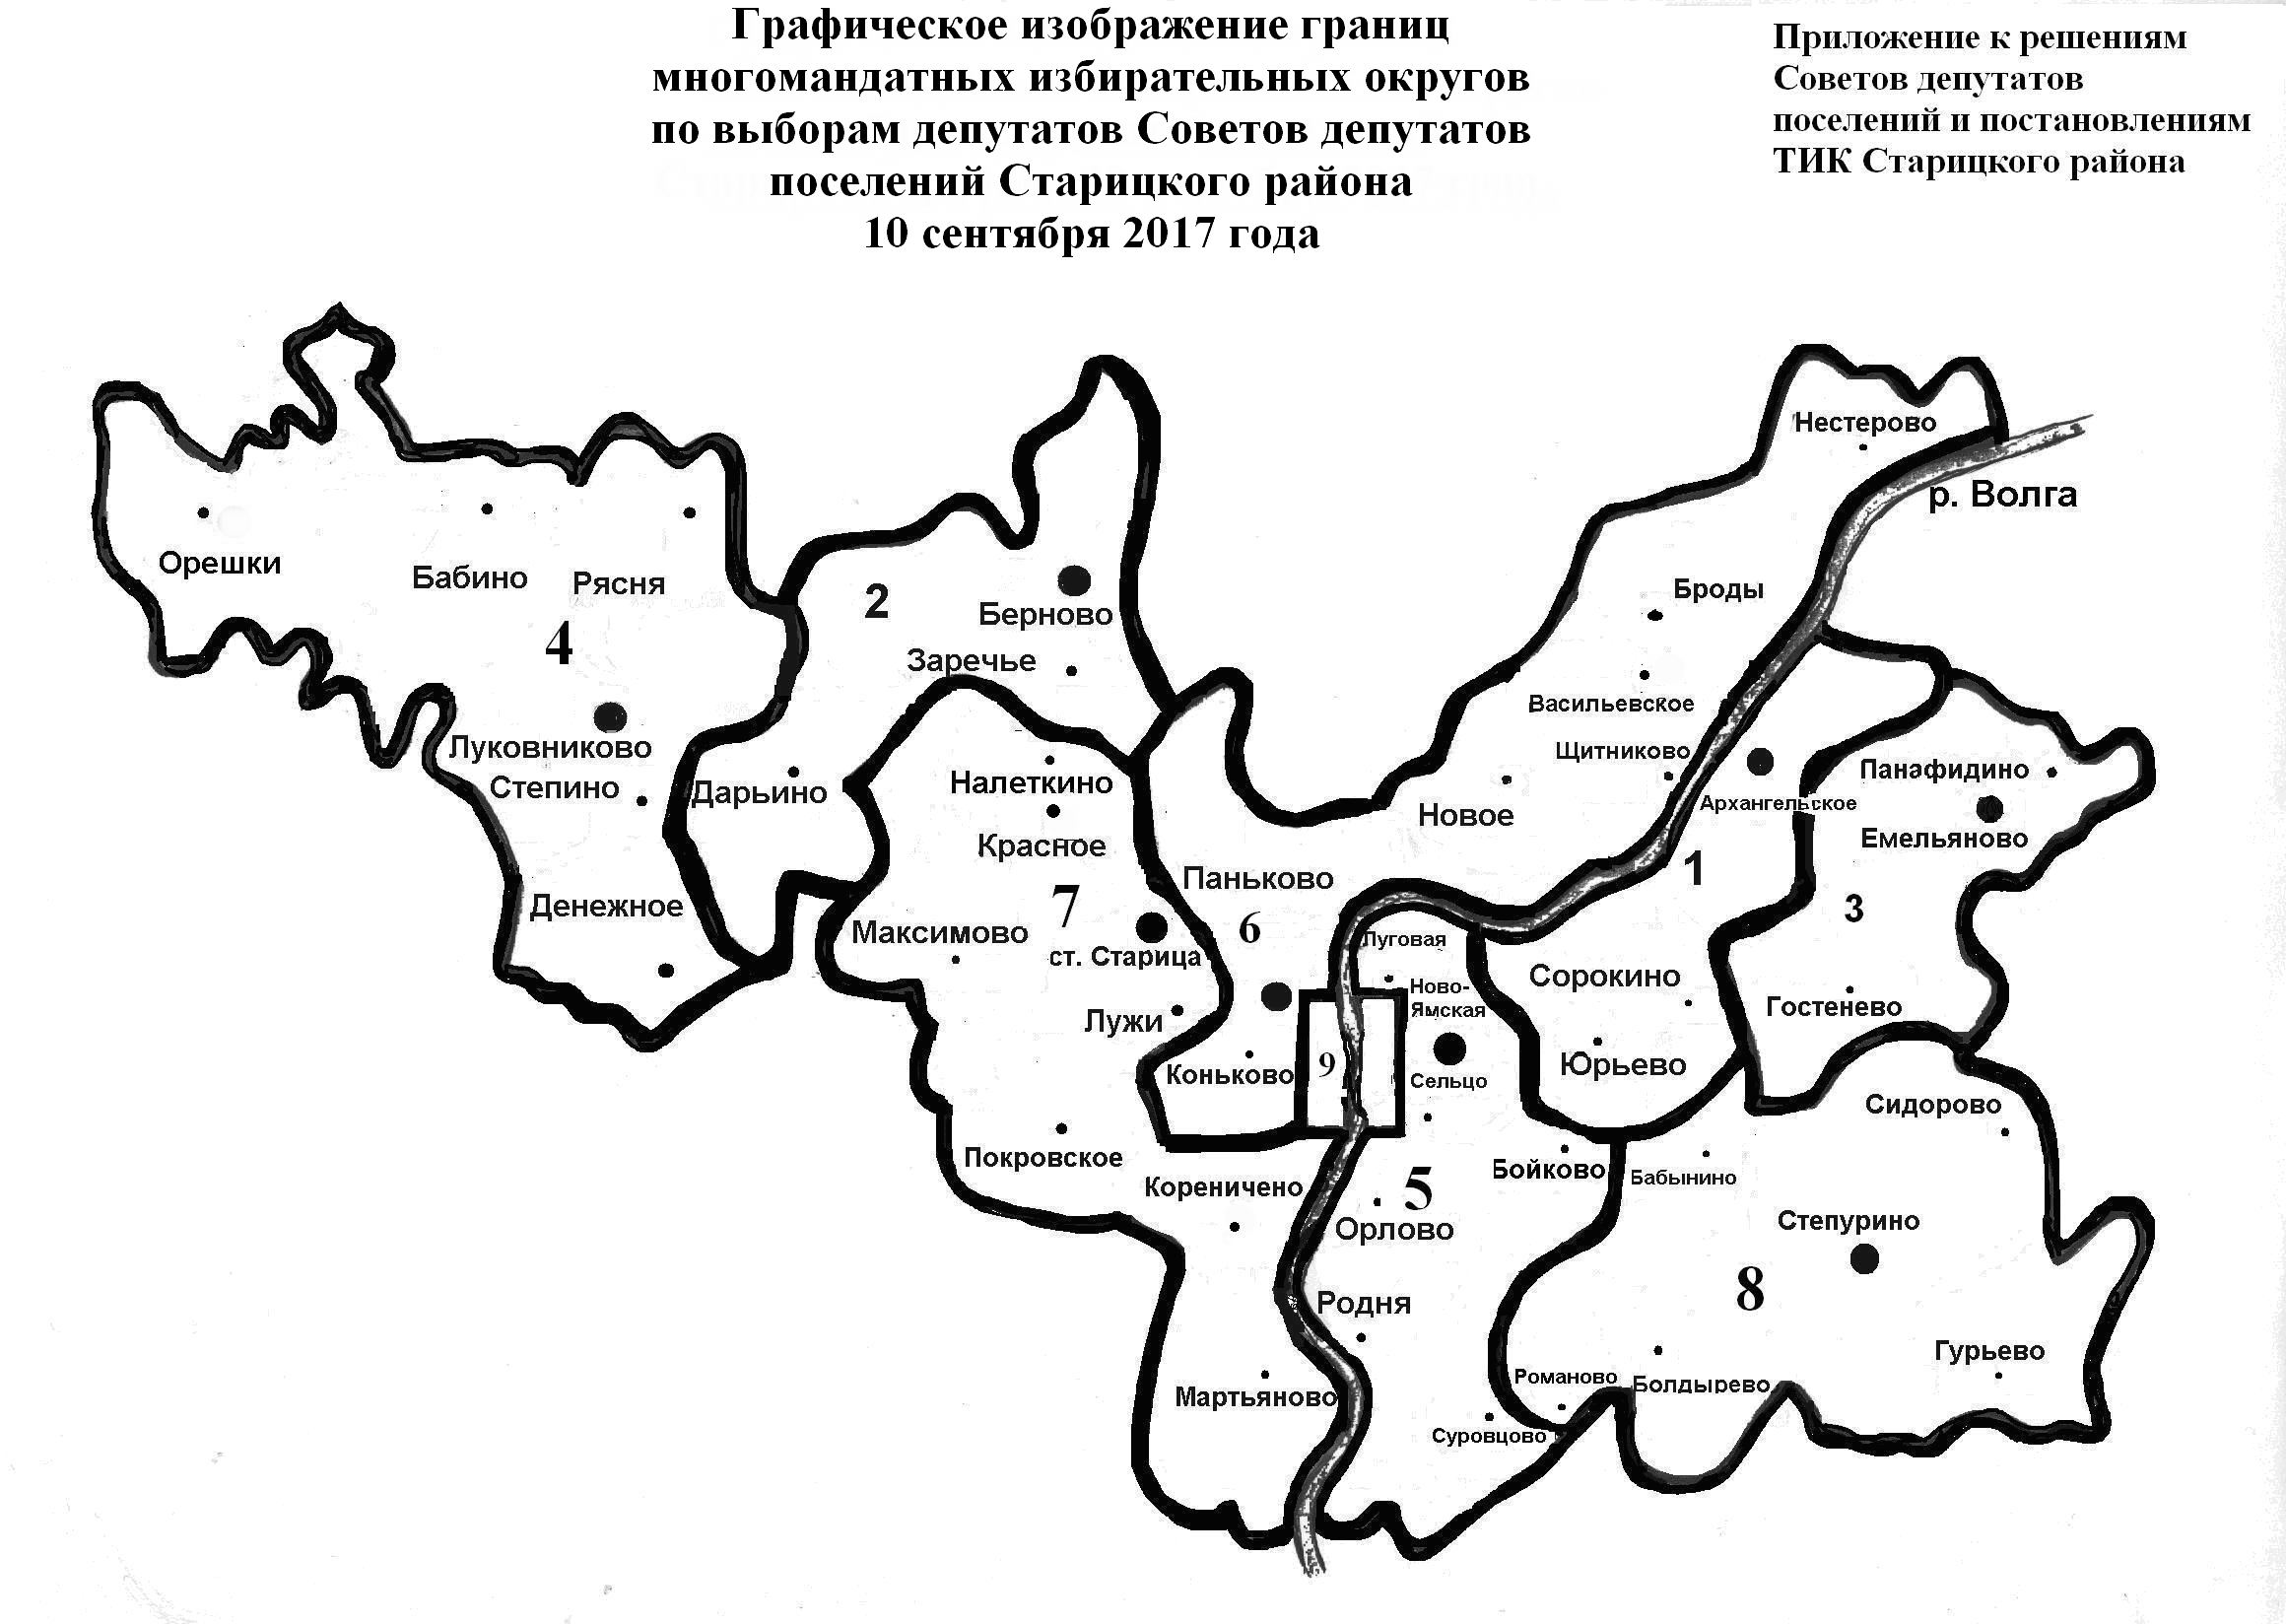 Графическое изображение границ
многомандатных избирательных округов
по выборам депутатов Советов депутатов
поселений Старицкого района
10 сентября 2017 года
Приложение к решениям
Советов депутатов
поселений и постановлениям
ТИК Старицкого района
Нестерово
р. Волга
Орешки
Бабино
Рясня
4
Луковниково
Степино
Денежное
2
Берново
Заречье
Дарьино
Налеткино
Красное
7
Максимово
ст. Старица
Лужи
Покровское
Кореничено
Мартьяново
Броды
Васильевское
Щитниково
Новое
Паньково
6
Коньково
9
Архангельское
1
Сорокино
Юрьево
Панафидино
Емельяново
3
Гостенево
Луговая
Ново-
Ямская
Сельцо
5
Орлово
Родня
Бойково
Суровцово
Романово
Бабынино
Сидорово
Степурино
8
Болдырево
Гурьево